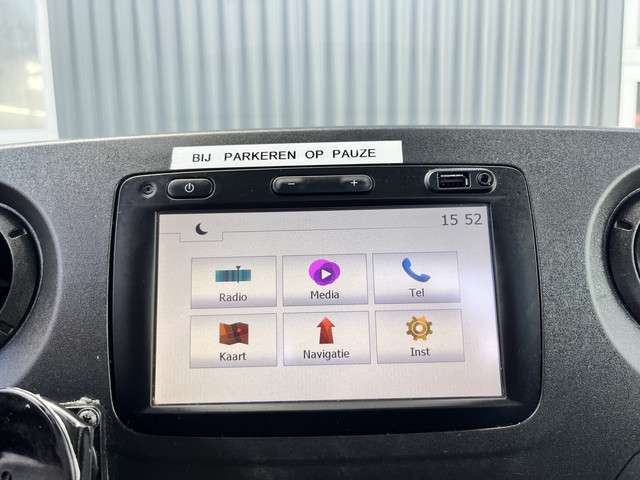 BIJ PARKEREN OP PAUZE
15 52
Radio
Media
Tel
Kaart
Navigatie
Inst